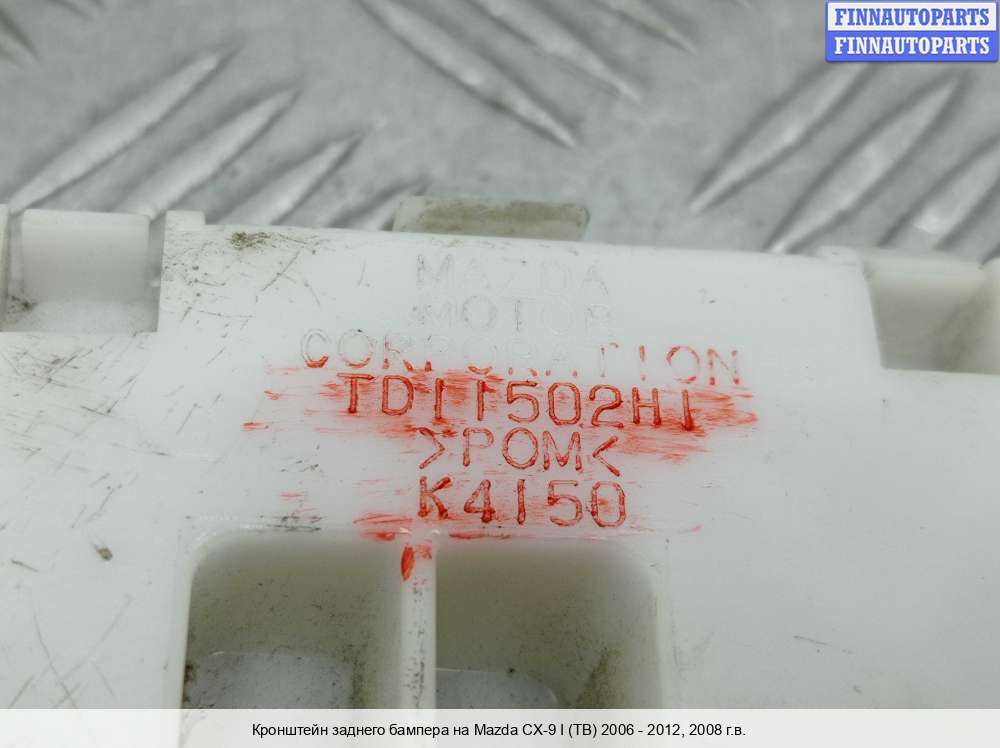 FINNAUTOPARTS
FINNAUTOPARTS
MAZDA
MOTOR
CORPORATION
TD11502H1
>POM<
K4150
Кронштейн заднего бампера на Mazda CX-9 I (TB) 2006 - 2012, 2008 г.в.